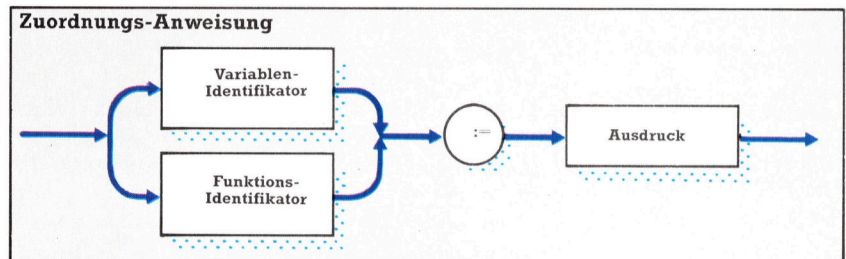 Zuordnungs-Anweisung
Variablen-
Identifikator
Funktions-
Identifikator
:=
Ausdruck